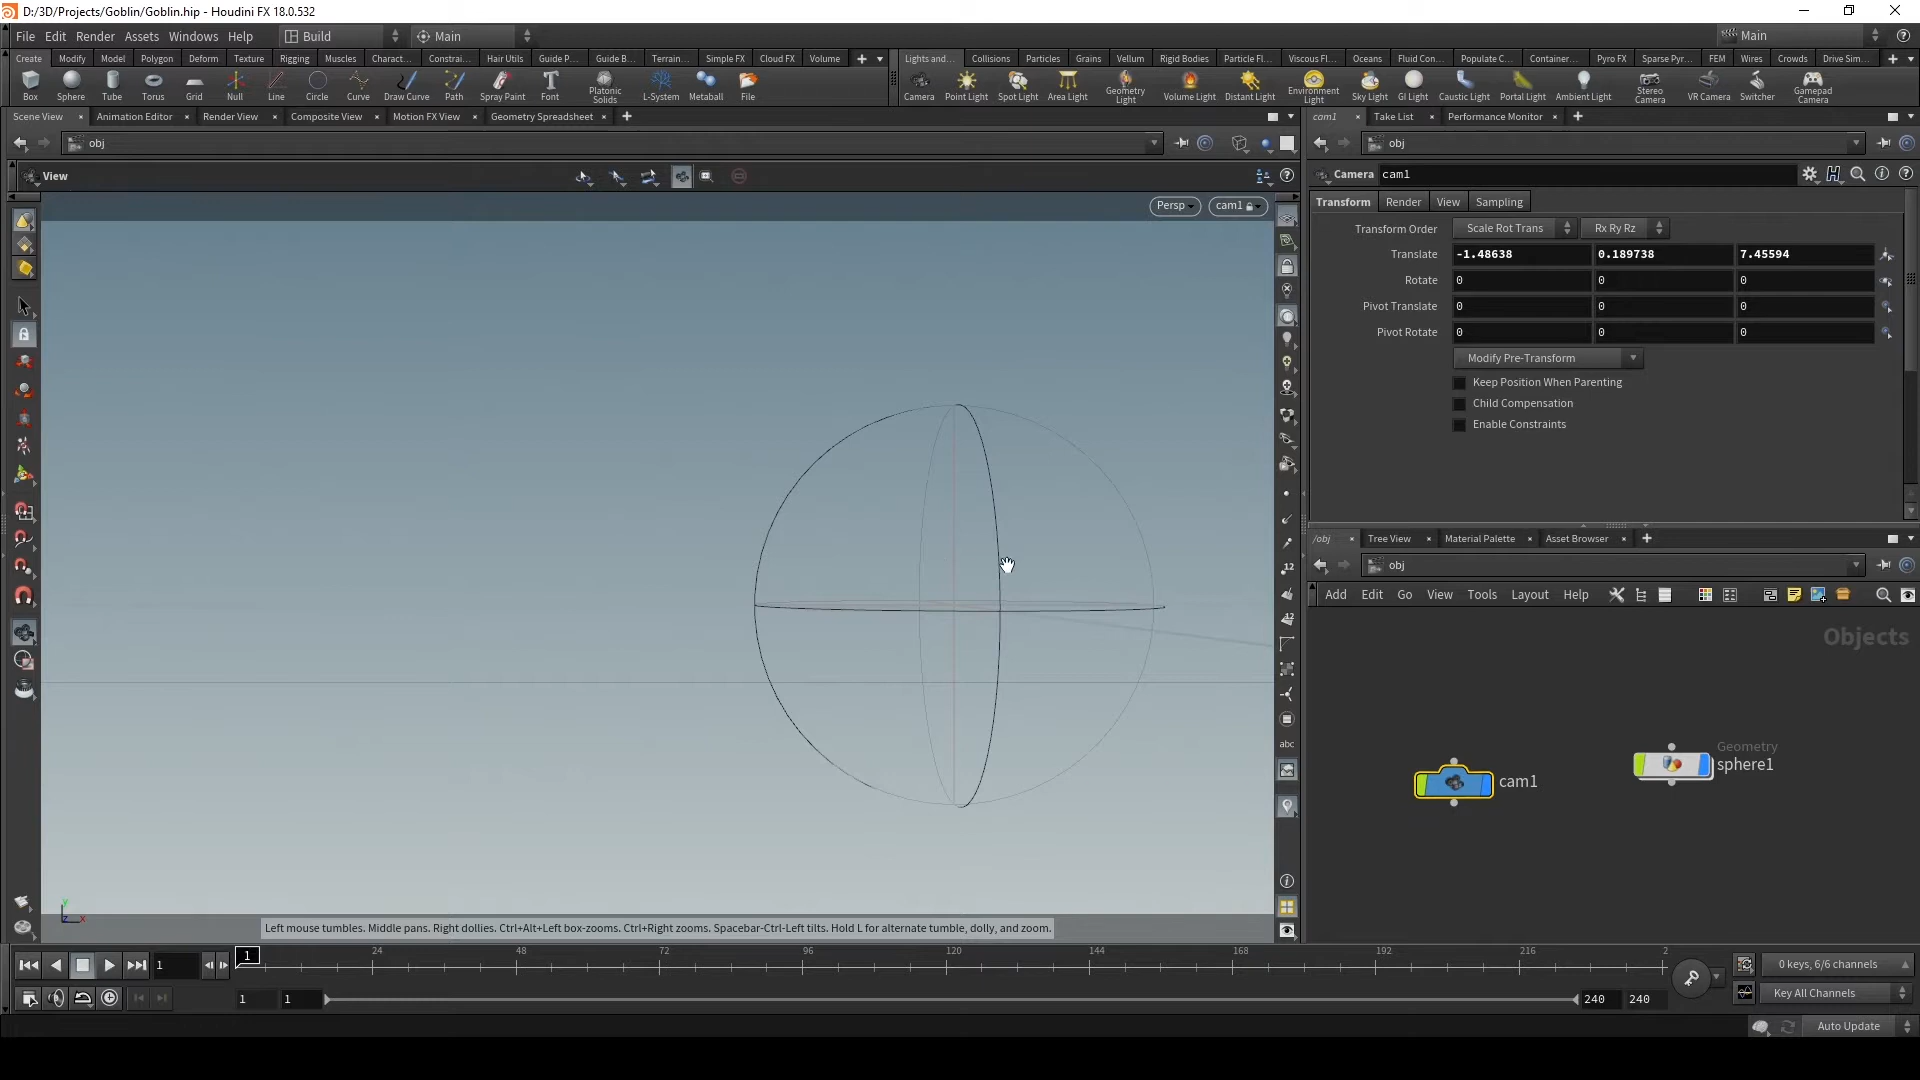 D:/3D/Projects/Goblin/Goblin.hip - Houdini FX 18.0.532
File Edit Render Assets Windows Help Build Main Main
Create Modify Model Polygon Deform Texture Rigging Muscles Charact... Constrai... Hair Utils Guide P... Guide B... Terrain... Simple FX Cloud FX Volume
Lights and... Collisions Particles Grains Vellum Rigid Bodies Particle Fl... Viscous Fl... Oceans Fluid Con... Populate C... Container... Pyro FX Sparse Pyr... FEM Wires Crowds Drive Sim...
Box Sphere Tube Torus Grid Null Line Circle Curve Draw Curve Path Spray Paint Font Platonic Solids L-System Metaball File
Camera Point Light Spot Light Area Light Geometry Light Volume Light Distant Light Environment Light Sky Light GI Light Caustic Light Portal Light Ambient Light Stereo Camera VR Camera Switcher Gamepad Camera
Scene View Animation Editor Render View Composite View Motion FX View Geometry Spreadsheet
cam1 Take List Performance Monitor
obj
obj
View
Camera cam1
Persp cam1
Transform Render View Sampling
Transform Order Scale Rot Trans Rx Ry Rz
Translate -1.48638 0.189738 7.45594
Rotate 0 0 0
Pivot Translate 0 0 0
Pivot Rotate 0 0 0
Modify Pre-Transform
Keep Position When Parenting
Child Compensation
Enable Constraints
/obj Tree View Material Palette Asset Browser
obj
Add Edit Go View Tools Layout Help
Objects
12
12
abc
Geometry
sphere1
cam1
y
z x
Left mouse tumbles. Middle pans. Right dollies. Ctrl+Alt+Left box-zooms. Ctrl+Right zooms. Spacebar-Ctrl-Left tilts. Hold L for alternate tumble, dolly, and zoom.
1 1 24 48 72 96 120 144 168 192 216 2
0 keys, 6/6 channels
1 1 240 240 Key All Channels
Auto Update